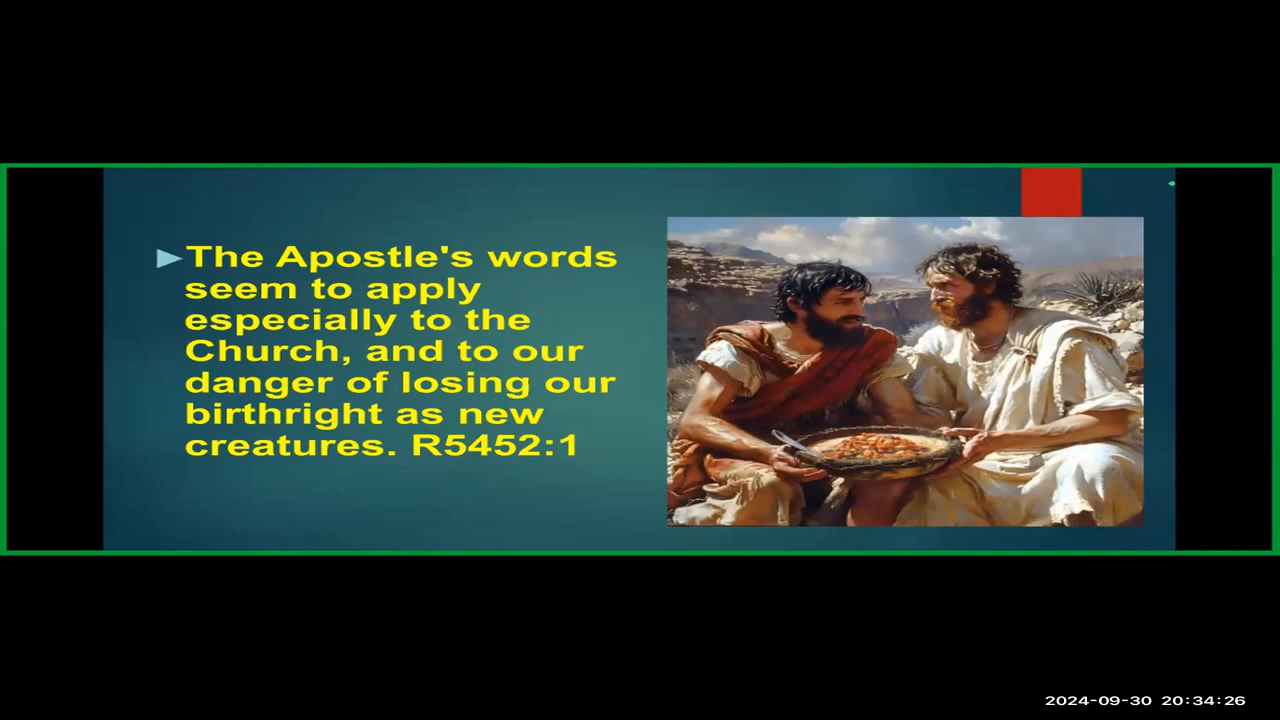 The Apostle's words
seem to apply
especially to the
Church, and to our
danger of losing our
birthright as new
creatures. R5452:1
2024-09-30 20:34:26